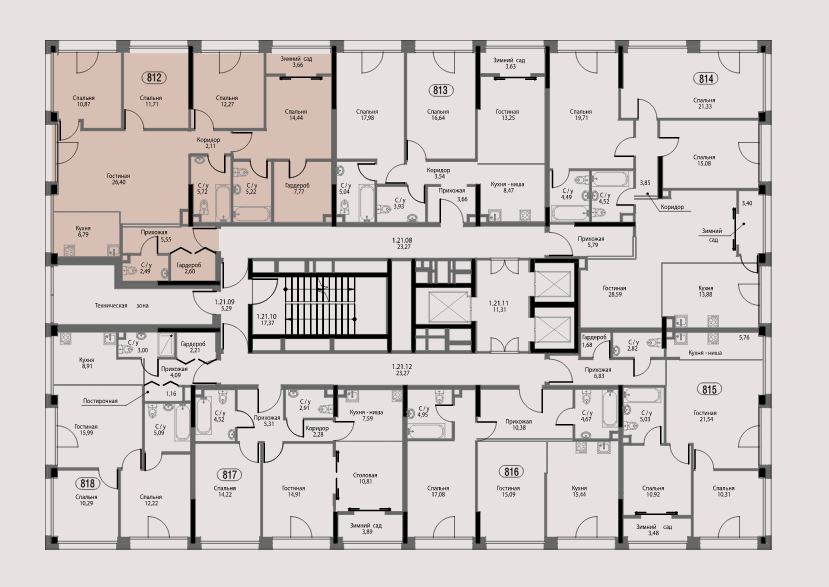 Зимний сад
3,66
812
Спальня
10,87
Спальня
11,71
Спальня
12,27
Спальня
14,44
Коридор
2,11
Гостиная
26,40
С/у
5,72
С/у
5,22
Гардероб
7,77
Кухня
6,79
Прихожая
5,55
С/у
2,49
Гардероб
2,60
813
Зимний сад
3,63
Спальня
17,98
Спальня
16,64
Гостиная
13,25
Коридор
3,54
Кухня - ниша
8,47
С/у
5,04
С/у
3,93
Прихожая
3,66
814
Спальня
19,71
Спальня
21,33
Спальня
15,08
С/у
4,49
С/у
4,52
3,85
Коридор
3,40
Зимний
сад
Прихожая
5,79
Гостиная
28,59
Кухня
13,88
1.21.08
23,27
Техническая зона
1.21.09
5,29
1.21.10
17,37
1.21.11
11,31
1.21.12
23,27
Гардероб
1,68
С/у
2,82
Кухня - ниша
5,76
Прихожая
6,83
815
Гостиная
21,54
С/у
5,03
Спальня
10,92
Спальня
10,31
Зимний сад
3,48
Кухня
8,91
С/у
3,00
Гардероб
2,21
Прихожая
4,09
Постирочная
1,16
Гостиная
15,99
С/у
5,09
818
Спальня
10,29
Спальня
12,22
С/у
4,52
Прихожая
5,31
С/у
2,91
Коридор
2,28
Кухня - ниша
7,59
817
Спальня
14,22
Гостиная
14,91
Столовая
10,81
Зимний сад
3,89
С/у
4,95
Прихожая
10,38
С/у
4,67
816
Спальня
17,08
Гостиная
15,09
Кухня
15,44